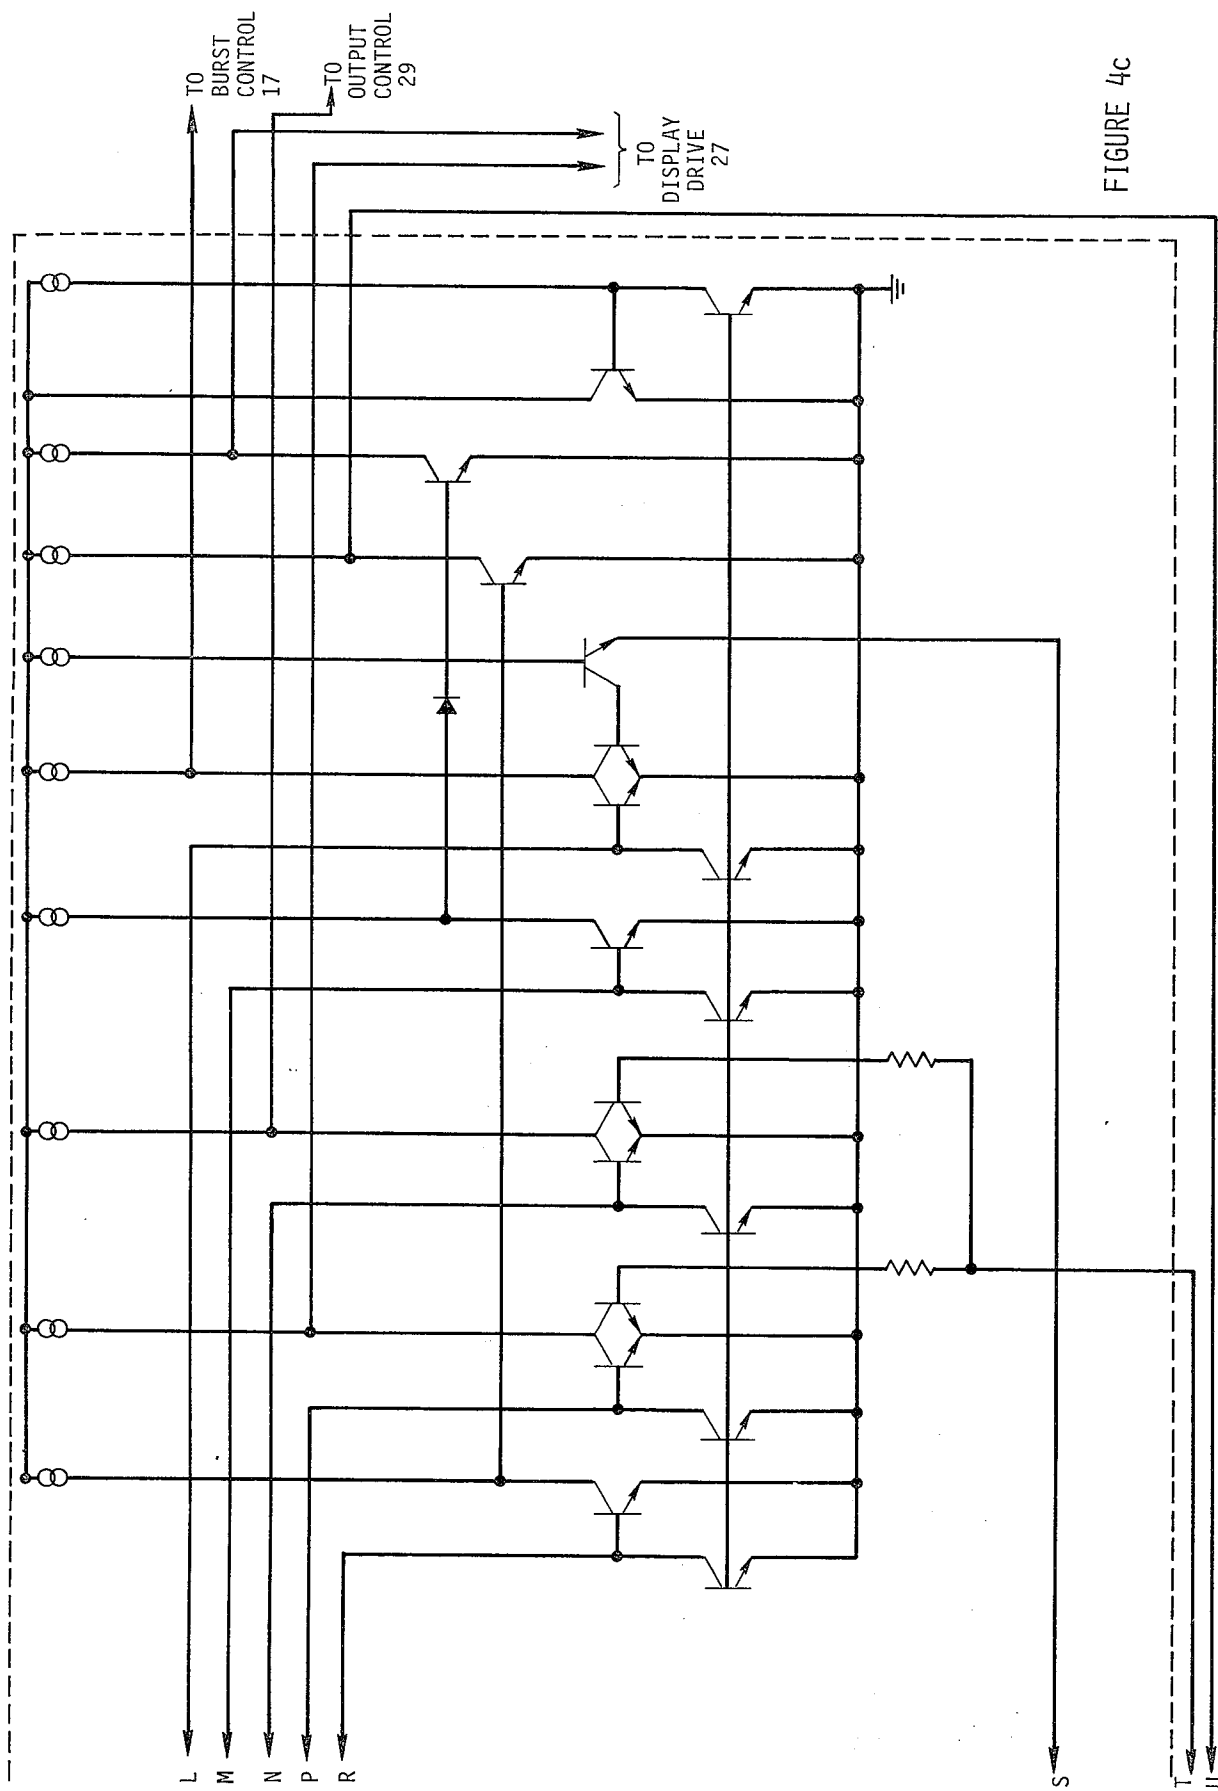 TO
BURST
CONTROL
17
TO
OUTPUT
CONTROL
29
TO
DISPLAY
DRIVE
27
FIGURE 4c
L
M
N
P
R
S
T